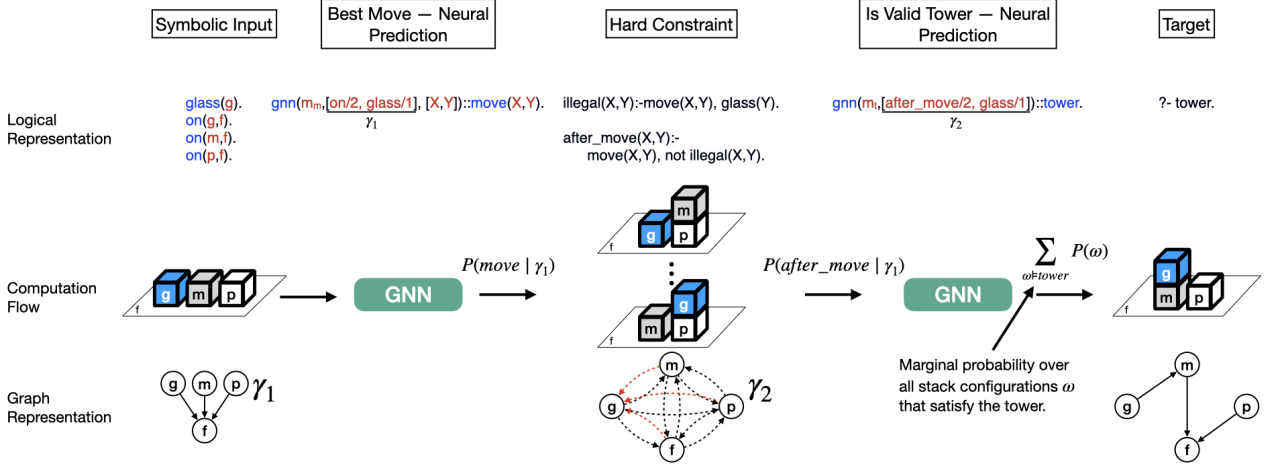 Symbolic Input
Best Move — Neural
Prediction
Hard Constraint
Is Valid Tower — Neural
Prediction
Target
Logical
Representation
glass(g).
on(g,f).
on(m,f).
on(p,f).
gnn(mₘ,[on/2, glass/1], [X,Y])::move(X,Y).
γ₁
illegal(X,Y):-move(X,Y), glass(Y).
after_move(X,Y):-
move(X,Y), not illegal(X,Y).
gnn(mₜ,[after_move/2, glass/1])::tower.
γ₂
?- tower.
Computation
Flow
g m p
f
GNN
P(move | γ₁)
m
g p
f
g
m p
f
P(after_move | γ₁)
GNN
∑ P(ω)
ω⊨tower
g
m p
f
Marginal probability over
all stack configurations ω
that satisfy the tower.
Graph
Representation
g m p
f
γ₁
m
g p
f
γ₂
m
g p
f